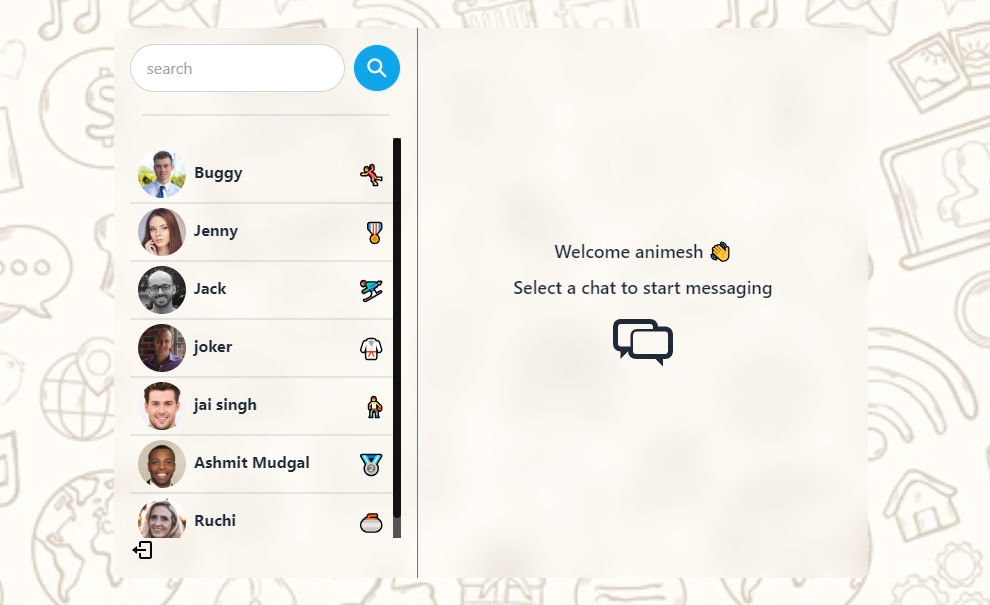 search
Buggy
Jenny
Jack
joker
jai singh
Ashmit Mudgal
Ruchi
Welcome animesh 👋
Select a chat to start messaging